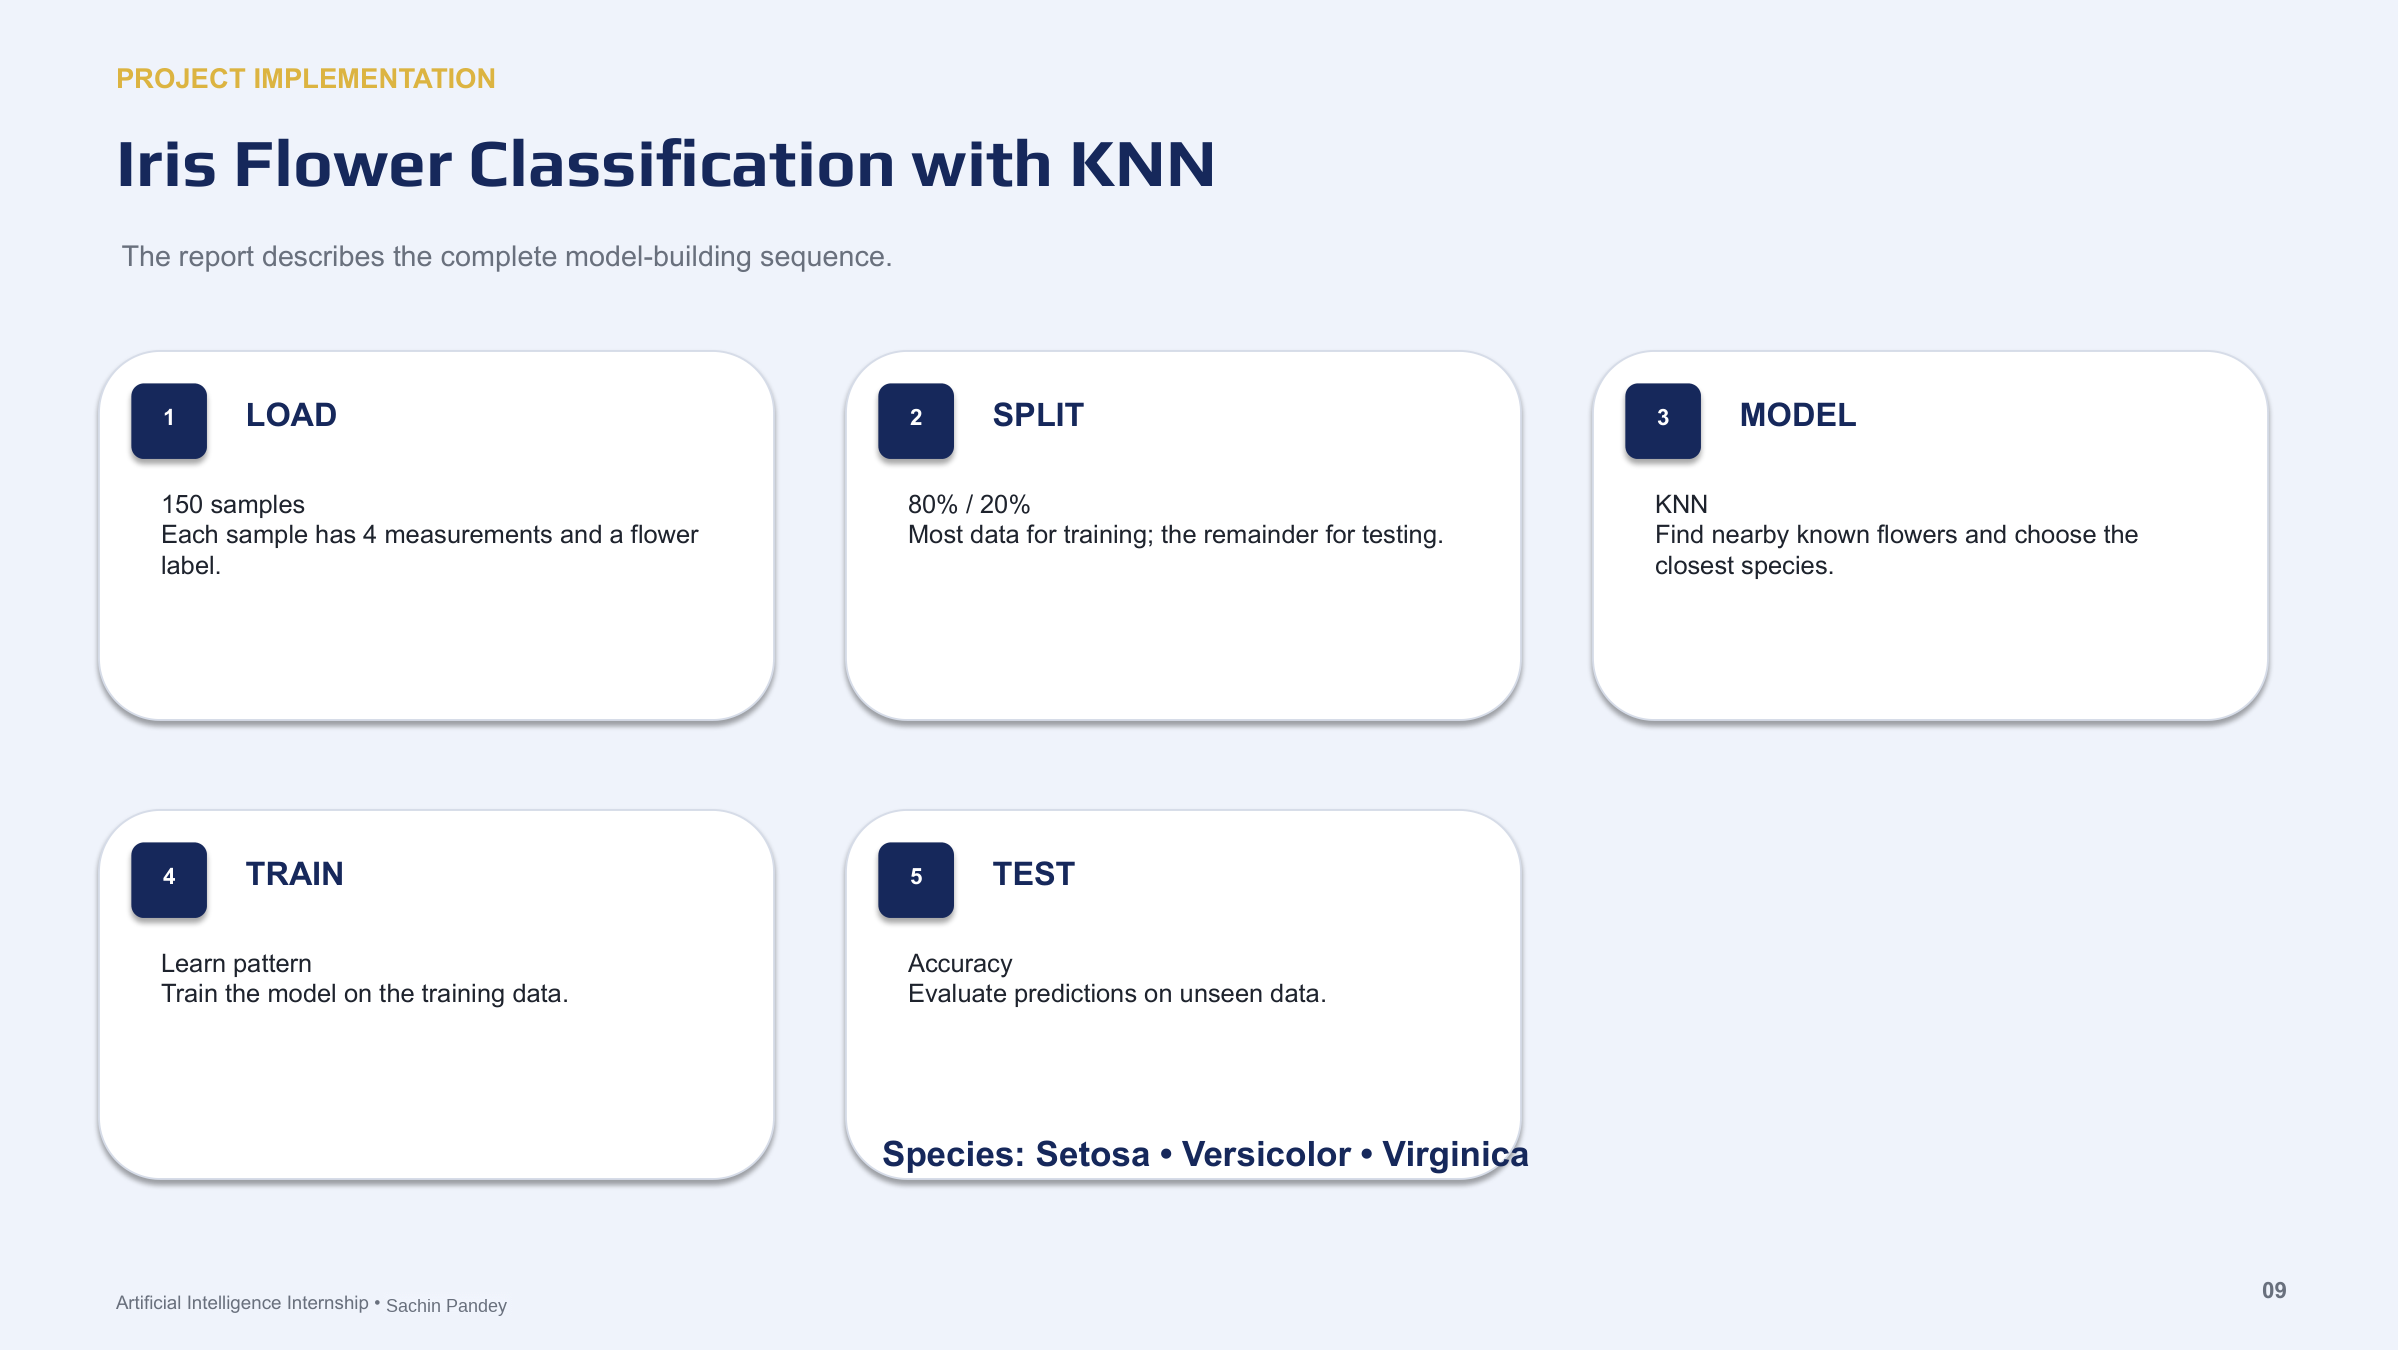 PROJECT IMPLEMENTATION
Iris Flower Classification with KNN
The report describes the complete model-building sequence.
1
LOAD
150 samples
Each sample has 4 measurements and a flower
label.
2
SPLIT
80% / 20%
Most data for training; the remainder for testing.
3
MODEL
KNN
Find nearby known flowers and choose the
closest species.
4
TRAIN
Learn pattern
Train the model on the training data.
5
TEST
Accuracy
Evaluate predictions on unseen data.
Species: Setosa • Versicolor • Virginica
Artificial Intelligence Internship • Sachin Pandey
09